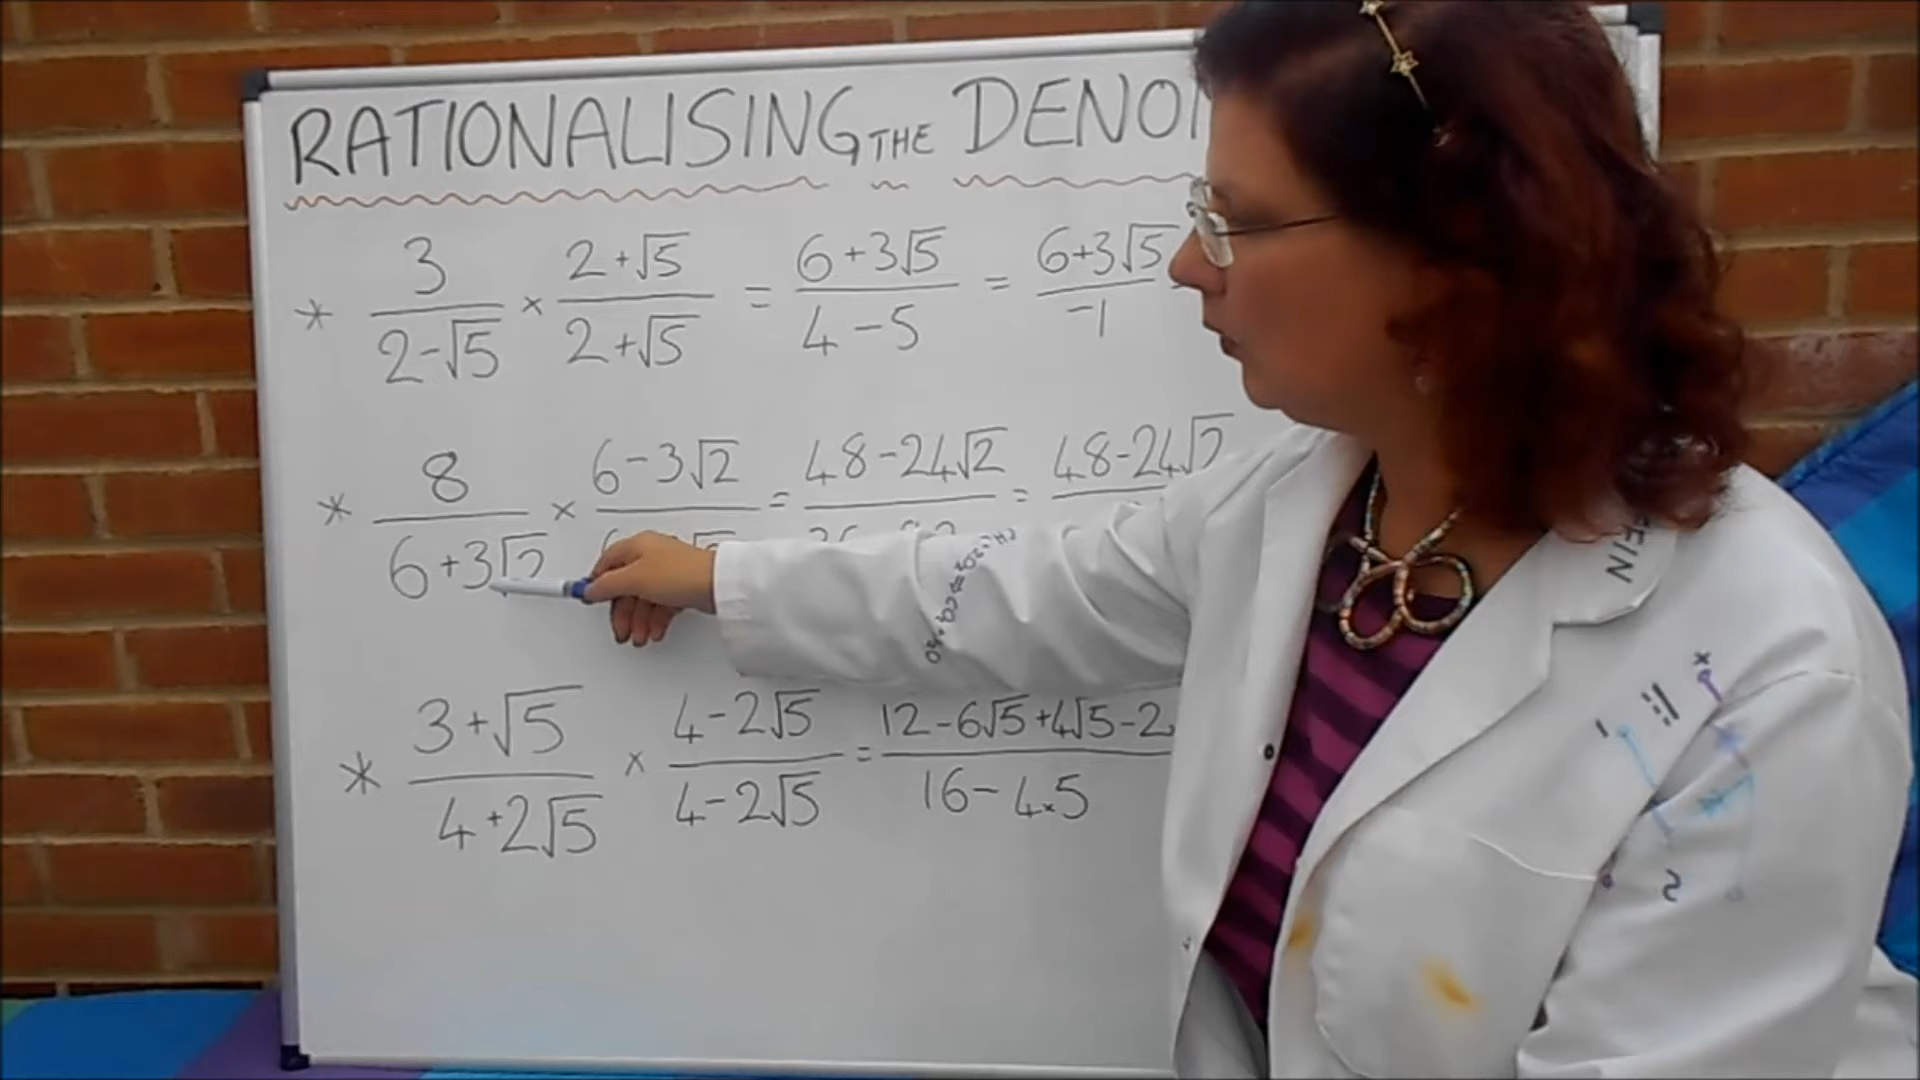 RATIONALISING THE DENO
* 3/(2-√5) × (2+√5)/(2+√5) = (6+3√5)/(4-5) = (6+3√5)/-1
* 8/(6+3√2) × (6-3√2)/ = (48-24√2)/ = (48-24√2)/
* (3+√5)/(4+2√5) × (4-2√5)/(4-2√5) = (12-6√5+4√5-2)/(16-4×5)
EIN